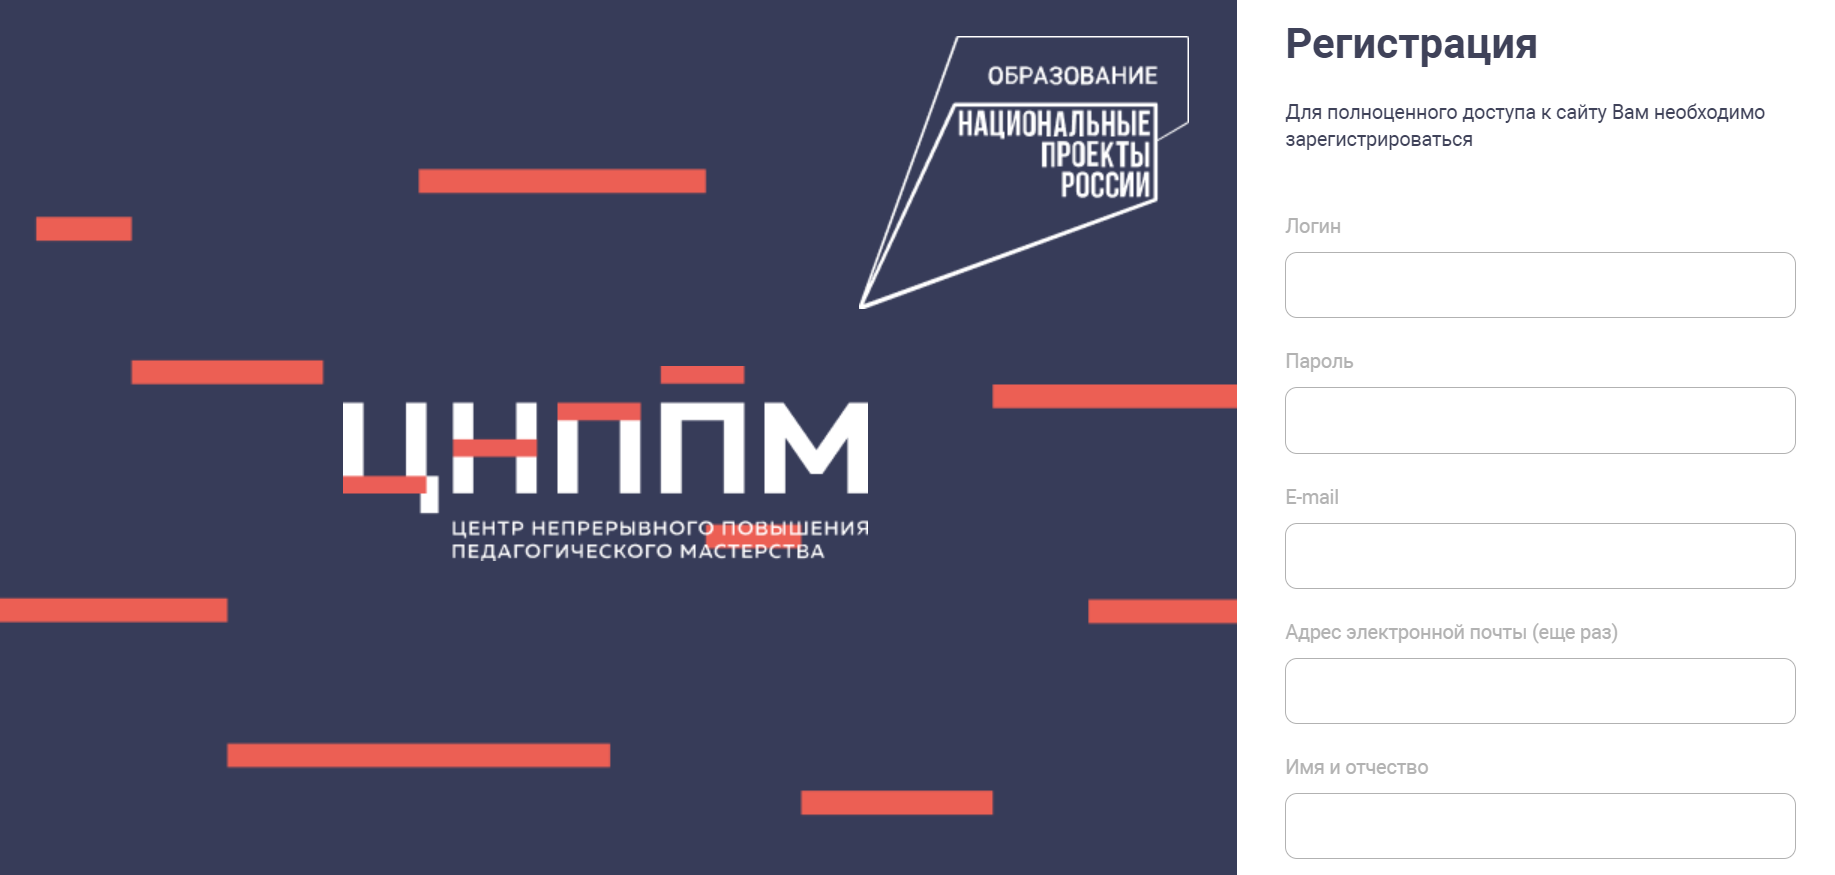 ОБРАЗОВАНИЕ
НАЦИОНАЛЬНЫЕ
ПРОЕКТЫ
РОССИИ
ЦНППМ
ЦЕНТР НЕПРЕРЫВНОГО ПОВЫШЕНИЯ
ПЕДАГОГИЧЕСКОГО МАСТЕРСТВА
Регистрация
Для полноценного доступа к сайту Вам необходимо
зарегистрироваться
Логин
Пароль
E-mail
Адрес электронной почты (еще раз)
Имя и отчество